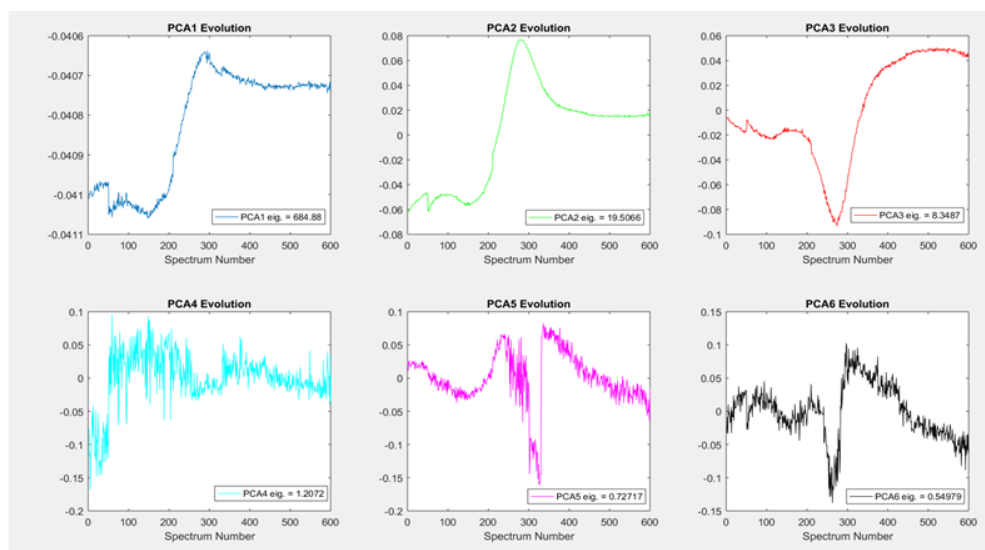 PCA1 Evolution
-0.0406
-0.0407
-0.0408
-0.0409
-0.041
-0.0411
0 100 200 300 400 500 600
Spectrum Number
PCA1 eig. = 684.88
PCA2 Evolution
0.08
0.06
0.04
0.02
0
-0.02
-0.04
-0.06
-0.08
0 100 200 300 400 500 600
Spectrum Number
PCA2 eig. = 19.5066
PCA3 Evolution
0.06
0.04
0.02
0
-0.02
-0.04
-0.06
-0.08
-0.1
0 100 200 300 400 500 600
Spectrum Number
PCA3 eig. = 8.3487
PCA4 Evolution
0.1
0.05
0
-0.05
-0.1
-0.15
-0.2
0 100 200 300 400 500 600
Spectrum Number
PCA4 eig. = 1.2072
PCA5 Evolution
0.1
0.05
0
-0.05
-0.1
-0.15
-0.2
0 100 200 300 400 500 600
Spectrum Number
PCA5 eig. = 0.72717
PCA6 Evolution
0.15
0.1
0.05
0
-0.05
-0.1
-0.15
0 100 200 300 400 500 600
Spectrum Number
PCA6 eig. = 0.54979